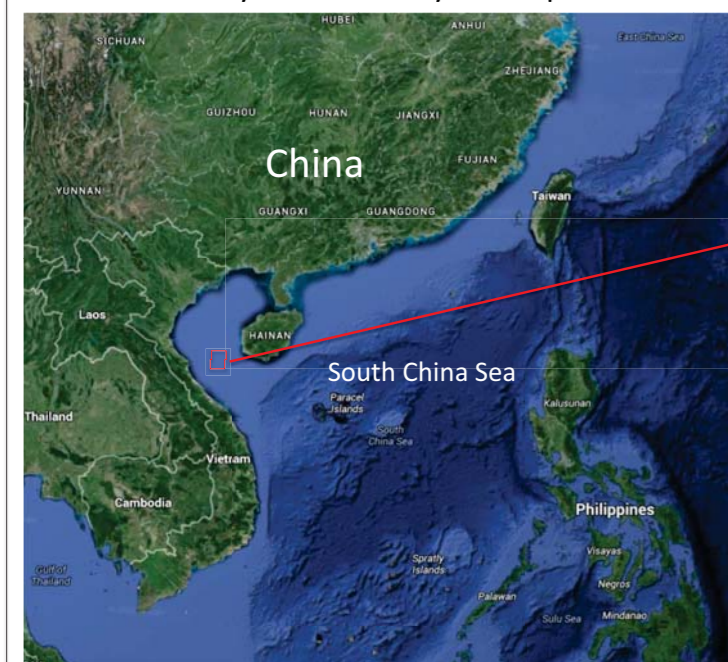 HUBEI
ANHUI
SICHUAN
East China Sea
ZHEJIANG
GUIZHOU
HUNAN
JIANGXI
China
FUJIAN
YUNNAN
Taiwan
GUANGXI
GUANGDONG
Laos
HAINAN
South China Sea
Paracel
Islands
Kalusunan
Thailand
South
China Sea
Vietnam
Cambodia
Philippines
Visayas
Gulf of
Thailand
Spratly
Islands
Negros
Palawan
Sulu Sea
Mindanao